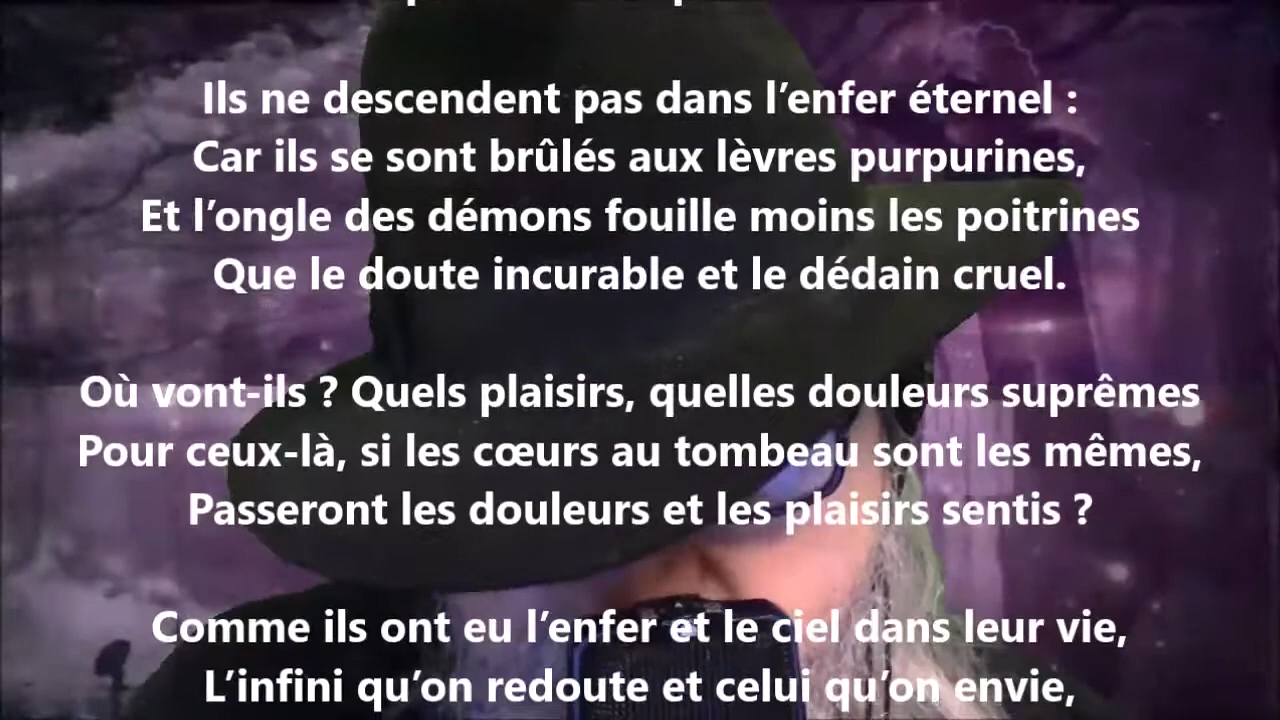 Ils ne descendent pas dans l’enfer éternel :
Car ils se sont brûlés aux lèvres purpurines,
Et l’ongle des démons fouille moins les poitrines
Que le doute incurable et le dédain cruel.
Où vont-ils ? Quels plaisirs, quelles douleurs suprêmes
Pour ceux-là, si les cœurs au tombeau sont les mêmes,
Passeront les douleurs et les plaisirs sentis ?
Comme ils ont eu l’enfer et le ciel dans leur vie,
L’infini qu’on redoute et celui qu’on envie,